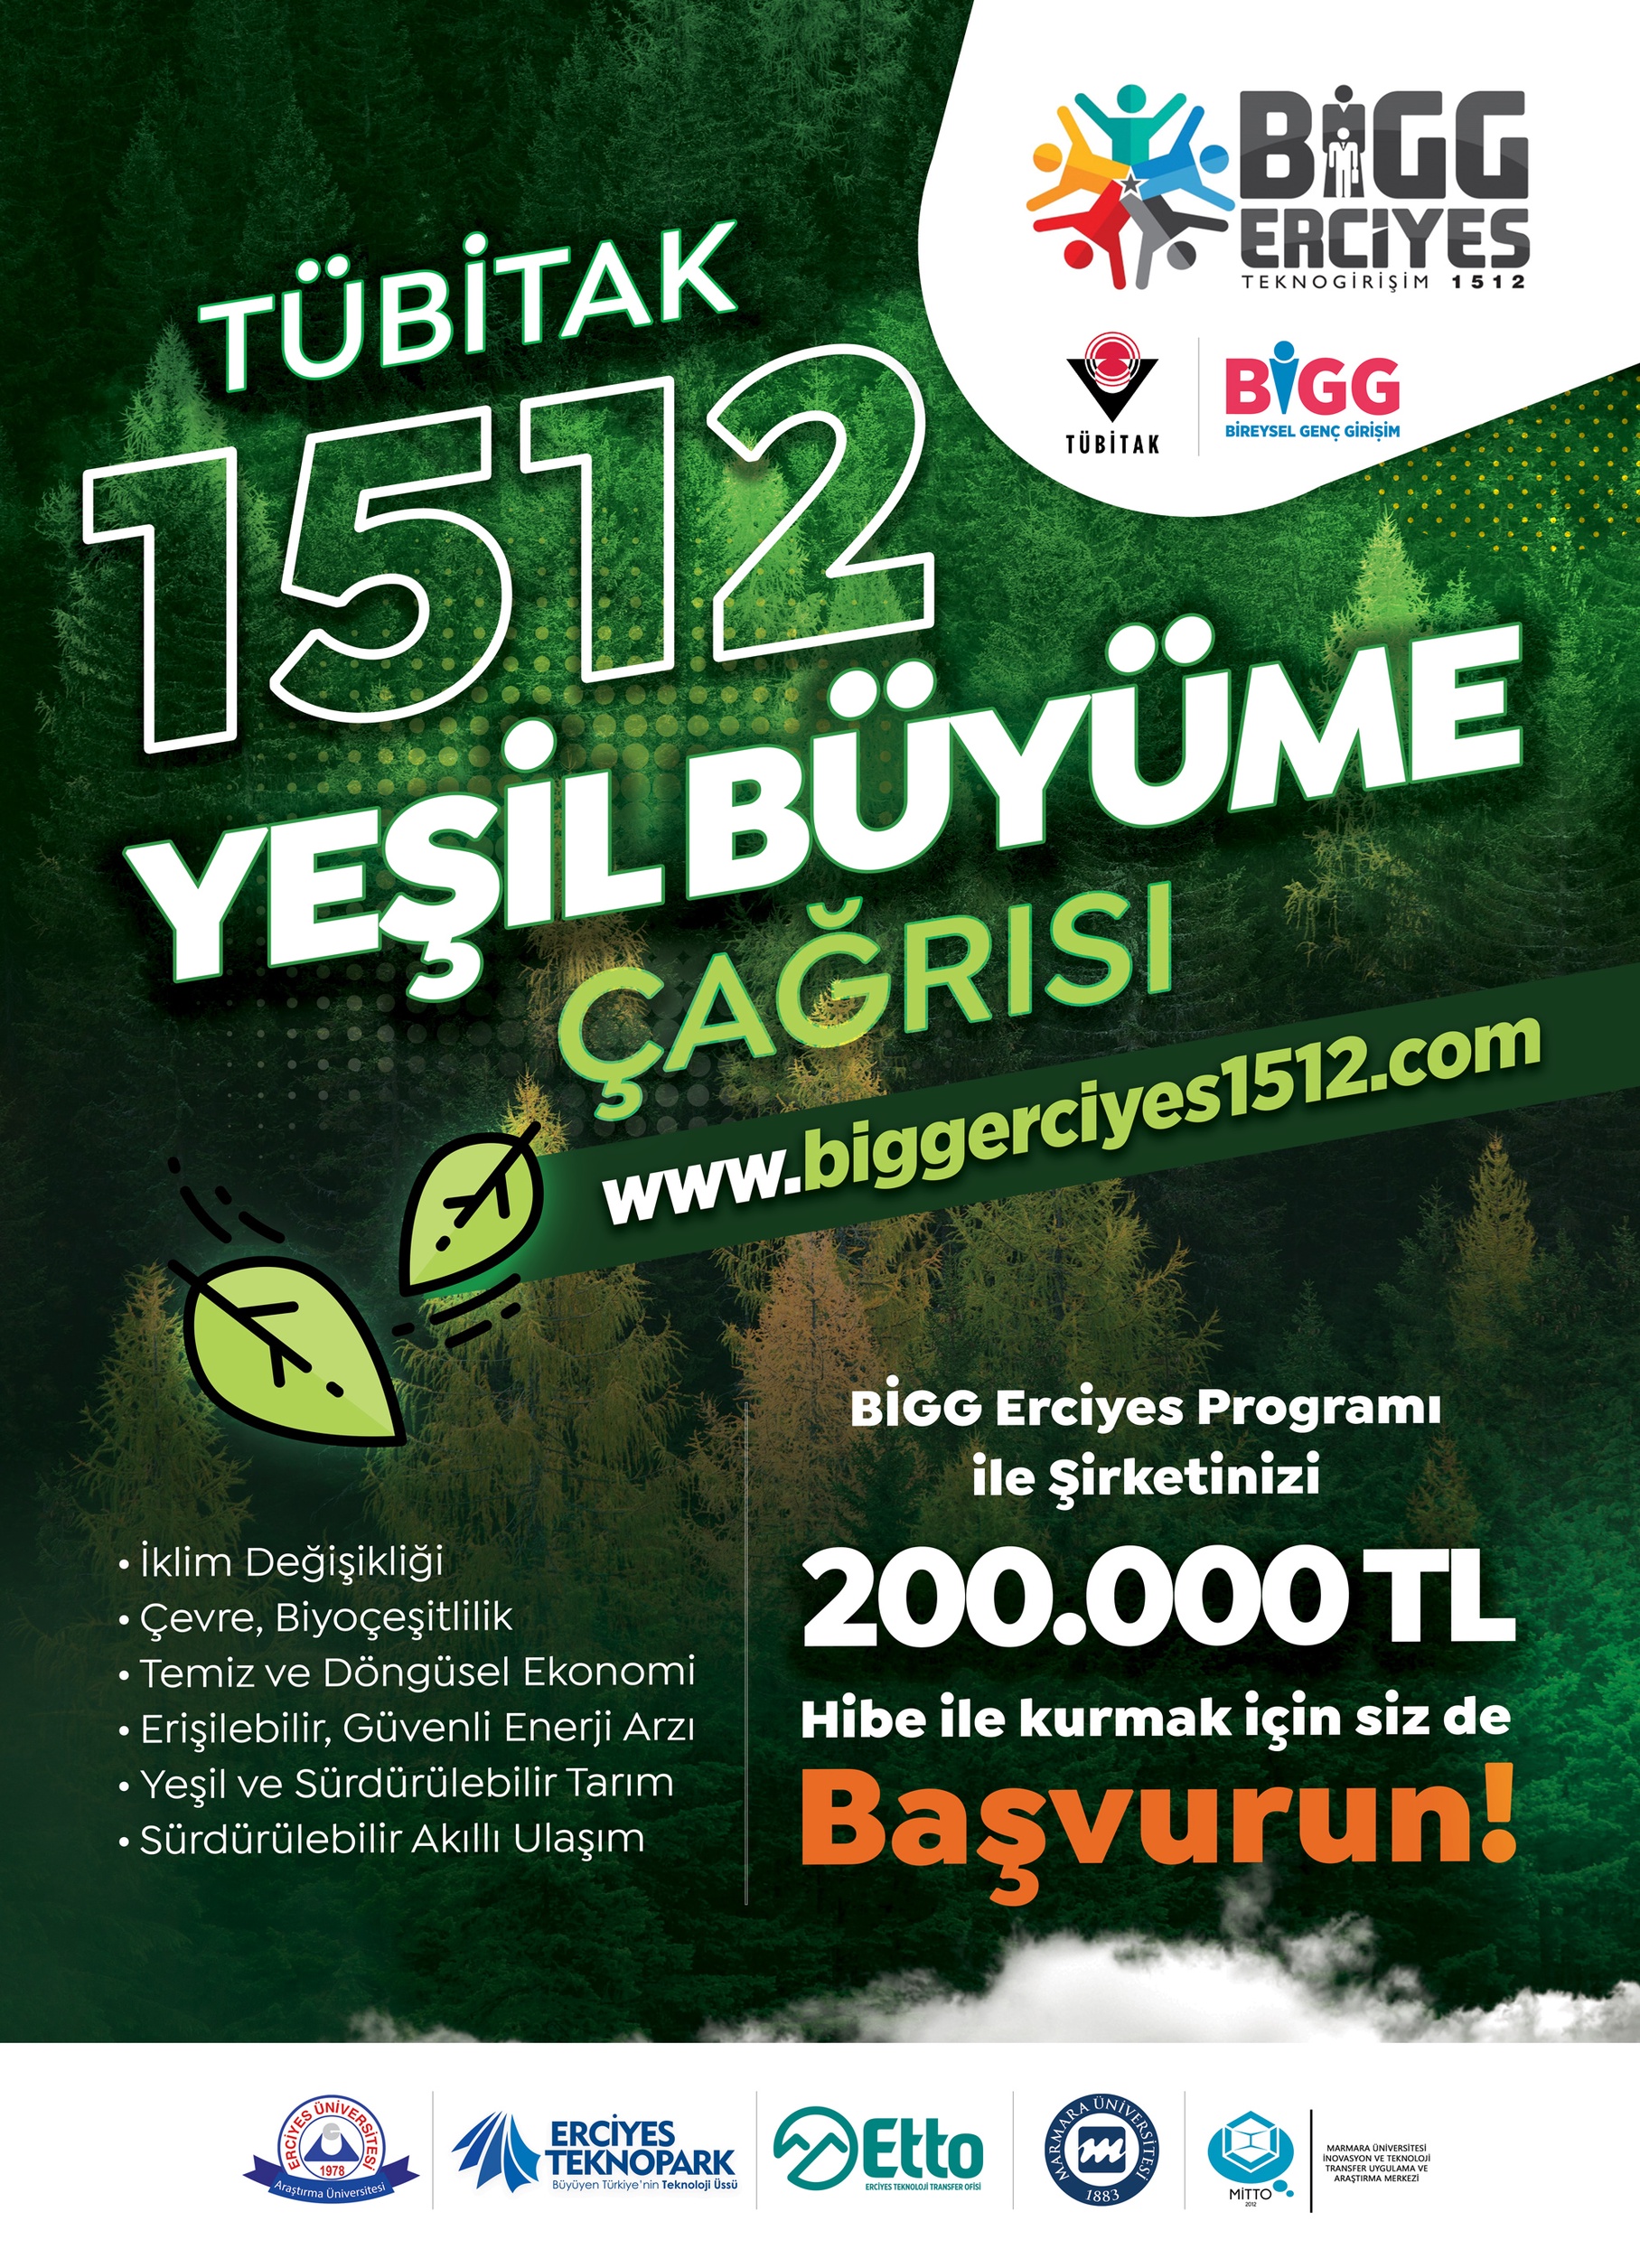 BİGG
ERCİYES
TEKNOGİRİŞİM 1512
TÜBİTAK
BİGG
BİREYSEL GENÇ GİRİŞİM
TÜBİTAK
1512
YEŞİL BÜYÜME
ÇAĞRISI
www.biggerciyes1512.com
• İklim Değişikliği
• Çevre, Biyoçeşitlilik
• Temiz ve Döngüsel Ekonomi
• Erişilebilir, Güvenli Enerji Arzı
• Yeşil ve Sürdürülebilir Tarım
• Sürdürülebilir Akıllı Ulaşım
BİGG Erciyes Programı
ile Şirketinizi
200.000 TL
Hibe ile kurmak için siz de
Başvurun!
ERCİYES ÜNİVERSİTESİ
1978
Araştırma Üniversitesi
ERCİYES
TEKNOPARK
Büyüyen Türkiye'nin Teknoloji Üssü
Etto
ERCİYES TEKNOLOJİ TRANSFER OFİSİ
MARMARA ÜNİVERSİTESİ
m
1883
MİTTO
2012
MARMARA ÜNİVERSİTESİ
İNOVASYON VE TEKNOLOJİ
TRANSFER UYGULAMA VE
ARAŞTIRMA MERKEZİ